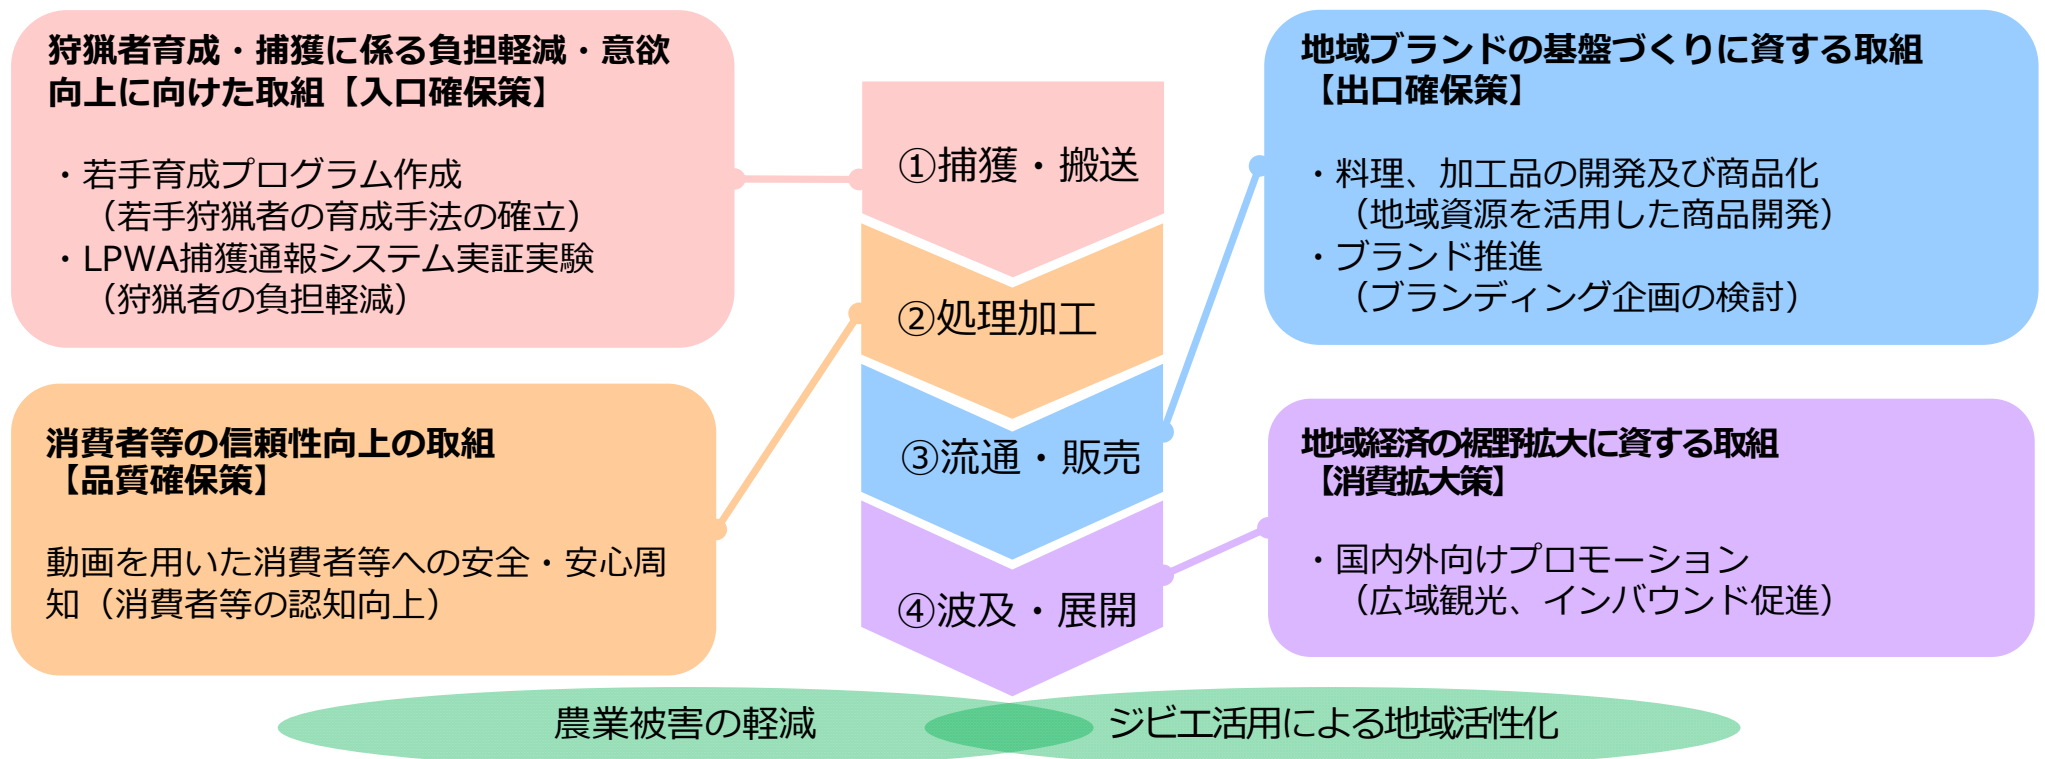 狩猟者育成・捕獲に係る負担軽減・意欲
向上に向けた取組【入口確保策】
・若手育成プログラム作成
（若手狩猟者の育成手法の確立）
・LPWA捕獲通報システム実証実験
（狩猟者の負担軽減）
消費者等の信頼性向上の取組
【品質確保策】
動画を用いた消費者等への安全・安心周
知（消費者等の認知向上）
①捕獲・搬送
②処理加工
③流通・販売
④波及・展開
地域ブランドの基盤づくりに資する取組
【出口確保策】
・料理、加工品の開発及び商品化
（地域資源を活用した商品開発）
・ブランド推進
（ブランディング企画の検討）
地域経済の裾野拡大に資する取組
【消費拡大策】
・国内外向けプロモーション
（広域観光、インバウンド促進）
農業被害の軽減
ジビエ活用による地域活性化